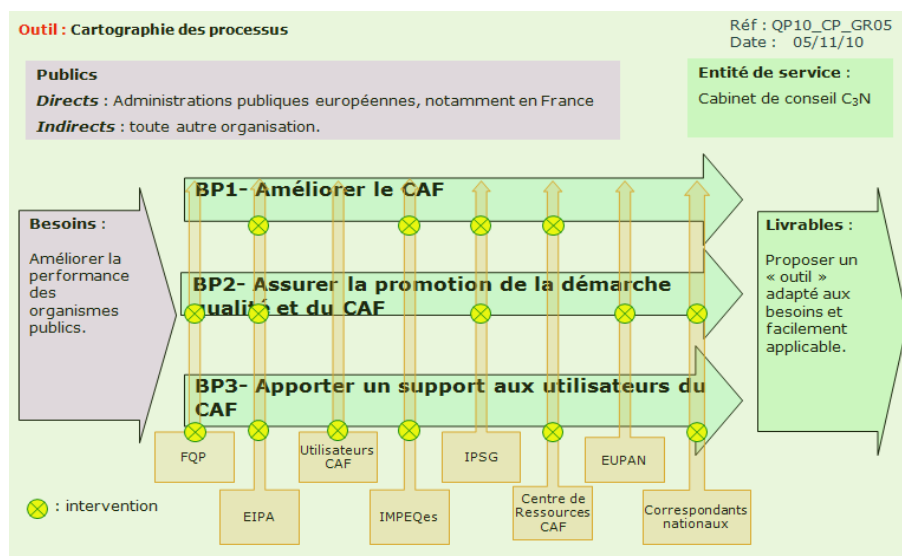 Outil : Cartographie des processus
Réf : QP10_CP_GR05
Date : 05/11/10
Publics
Directs : Administrations publiques européennes, notamment en France
Indirects : toute autre organisation.
Entité de service :
Cabinet de conseil C₃N
Besoins :
Améliorer la
performance
des
organismes
publics.
BP1- Améliorer le CAF
BP2- Assurer la promotion de la démarche
qualité et du CAF
BP3- Apporter un support aux utilisateurs du
CAF
Livrables :
Proposer un
« outil »
adapté aux
besoins et
facilement
applicable.
FQP
EIPA
Utilisateurs
CAF
IMPEQes
IPSG
Centre de
Ressources
CAF
EUPAN
Correspondants
nationaux
: intervention